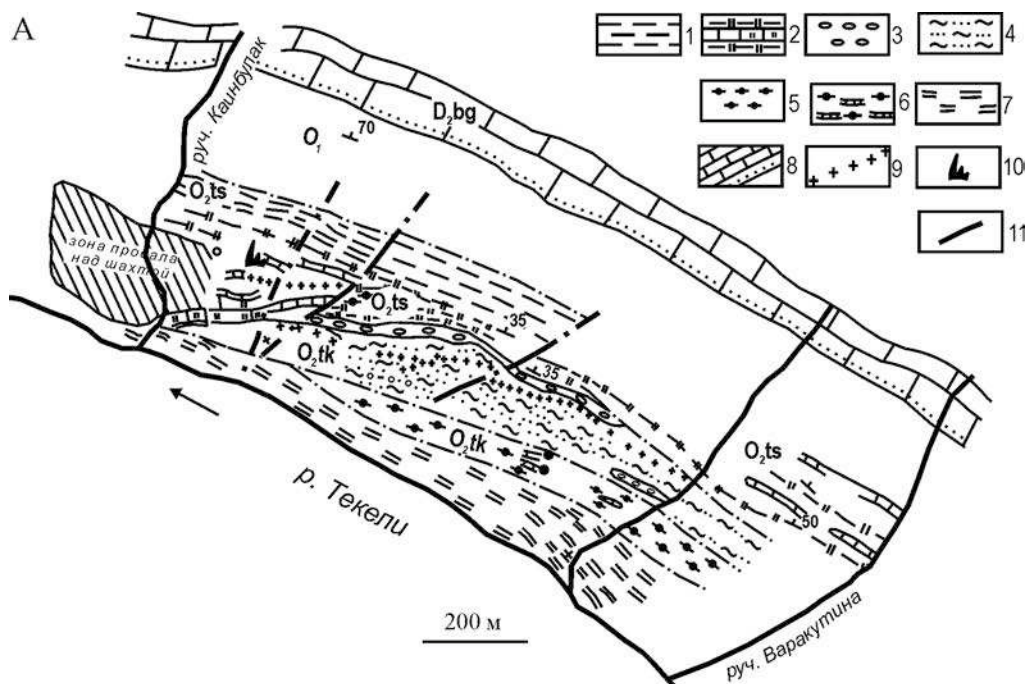 А
1
2
3
4
5
6
7
8
9
10
11
руч. Каинбулак
D₂bg
O₁
70
O₂ts
зона провала
над шахтой
O₂ts
35
O₂tk
35
O₂tk
O₂ts
50
р. Текели
200 м
руч. Варакутина